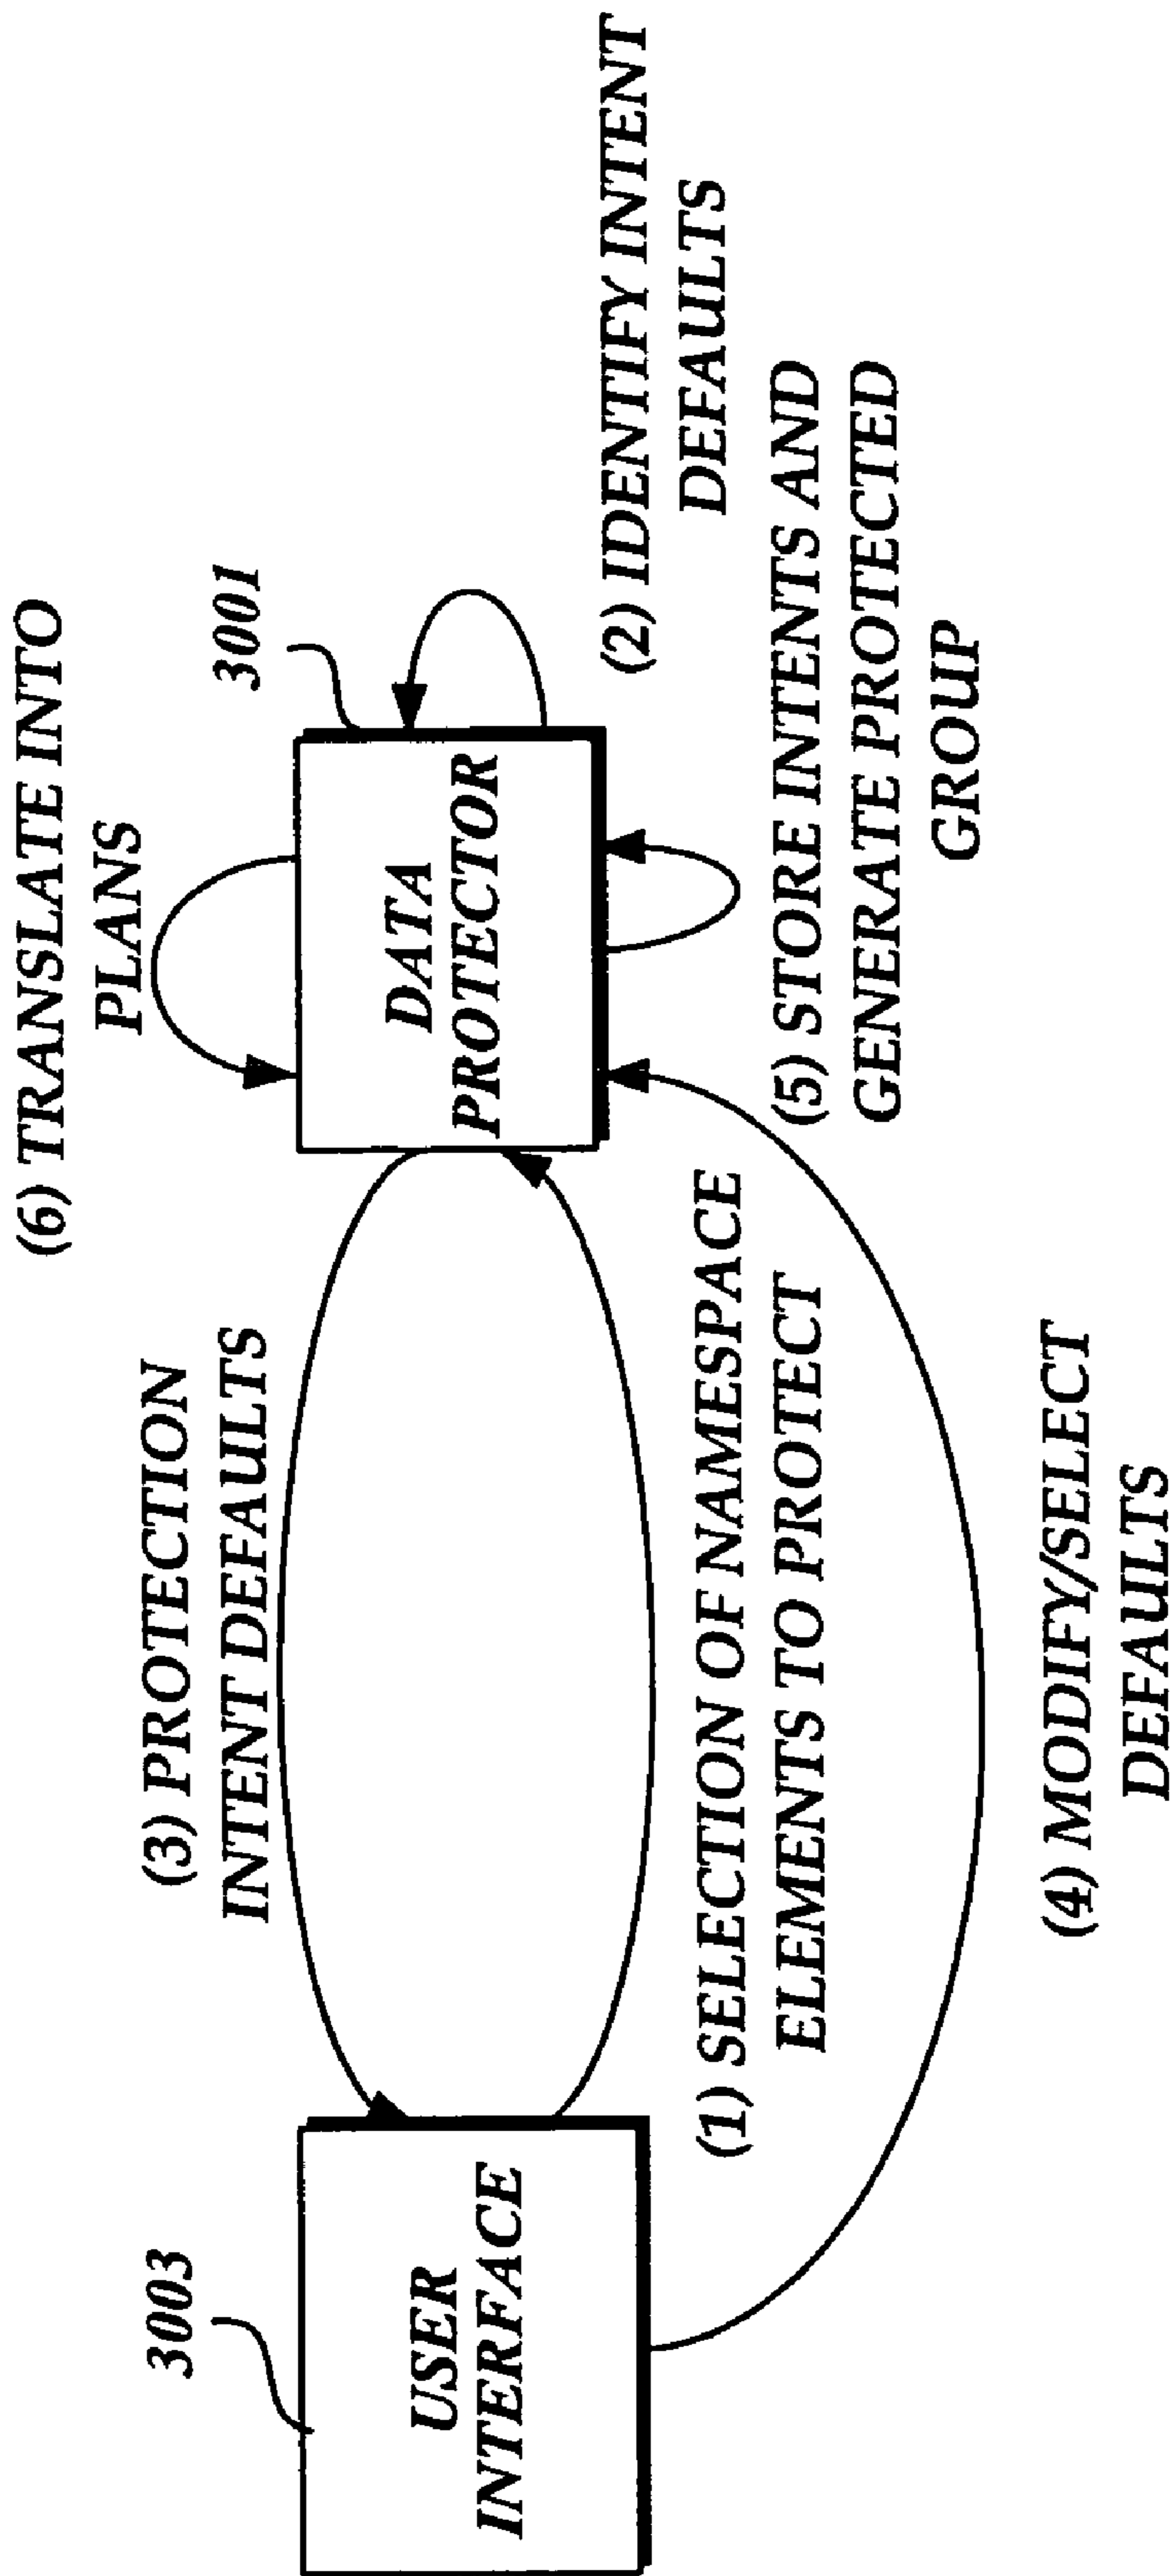 (6) TRANSLATE INTO
PLANS
(3) PROTECTION
INTENT DEFAULTS
3003
3001
USER
INTERFACE
DATA
PROTECTOR
(1) SELECTION OF NAMESPACE
ELEMENTS TO PROTECT
(2) IDENTIFY INTENT
DEFAULTS
(5) STORE INTENTS AND
GENERATE PROTECTED
GROUP
(4) MODIFY/SELECT
DEFAULTS